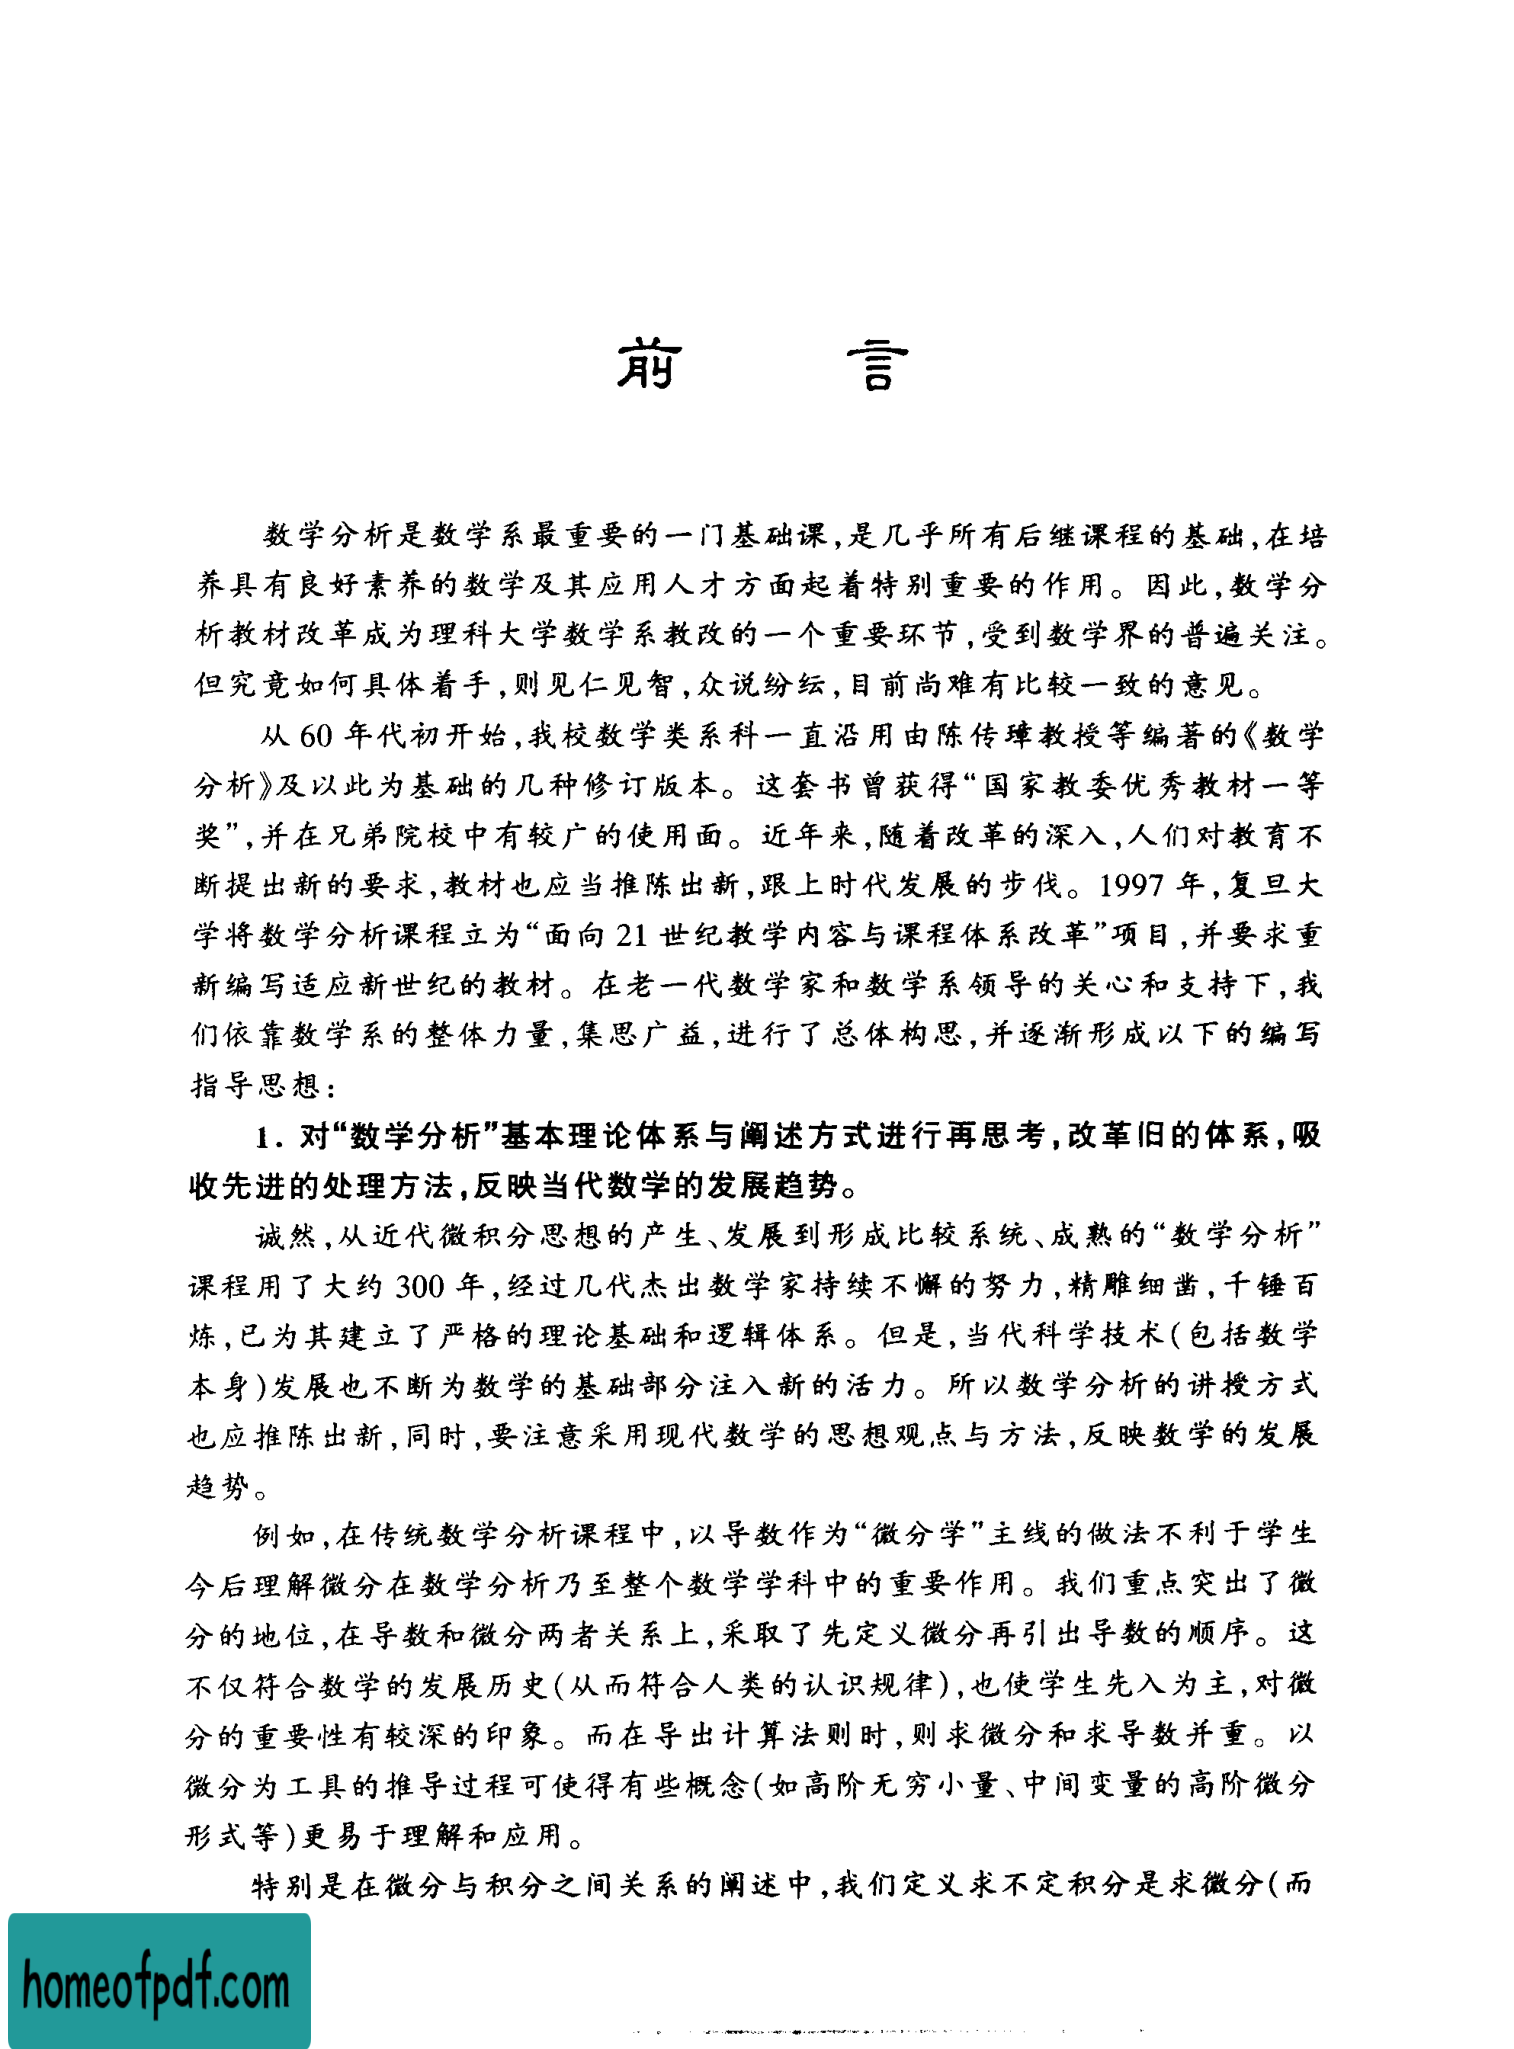 前 言
数学分析是数学系最重要的一门基础课,是几乎所有后继课程的基础,在培
养具有良好素养的数学及其应用人才方面起着特别重要的作用。因此,数学分
析教材改革成为理科大学数学系教改的一个重要环节,受到数学界的普遍关注。
但究竟如何具体着手,则见仁见智,众说纷纭,目前尚难有比较一致的意见。
从 60 年代初开始,我校数学类系科一直沿用由陈传璋教授等编著的《数学
分析》及以此为基础的几种修订版本。这套书曾获得“国家教委优秀教材一等
奖”,并在兄弟院校中有较广的使用面。近年来,随着改革的深入,人们对教育不
断提出新的要求,教材也应当推陈出新,跟上时代发展的步伐。1997 年,复旦大
学将数学分析课程立为“面向 21 世纪教学内容与课程体系改革”项目,并要求重
新编写适应新世纪的教材。在老一代数学家和数学系领导的关心和支持下,我
们依靠数学系的整体力量,集思广益,进行了总体构思,并逐渐形成以下的编写
指导思想:
1. 对“数学分析”基本理论体系与阐述方式进行再思考,改革旧的体系,吸
收先进的处理方法,反映当代数学的发展趋势。
诚然,从近代微积分思想的产生、发展到形成比较系统、成熟的“数学分析”
课程用了大约 300 年,经过几代杰出数学家持续不懈的努力,精雕细凿,千锤百
炼,已为其建立了严格的理论基础和逻辑体系。但是,当代科学技术(包括数学
本身)发展也不断为数学的基础部分注入新的活力。所以数学分析的讲授方式
也应推陈出新,同时,要注意采用现代数学的思想观点与方法,反映数学的发展
趋势。
例如,在传统数学分析课程中,以导数作为“微分学”主线的做法不利于学生
今后理解微分在数学分析乃至整个数学学科中的重要作用。我们重点突出了微
分的地位,在导数和微分两者关系上,采取了先定义微分再引出导数的顺序。这
不仅符合数学的发展历史(从而符合人类的认识规律),也使学生先入为主,对微
分的重要性有较深的印象。而在导出计算法则时,则求微分和求导数并重。以
微分为工具的推导过程可使得有些概念(如高阶无穷小量、中间变量的高阶微分
形式等)更易于理解和应用。
特别是在微分与积分之间关系的阐述中,我们定义求不定积分是求微分(而
homeofpdf.com